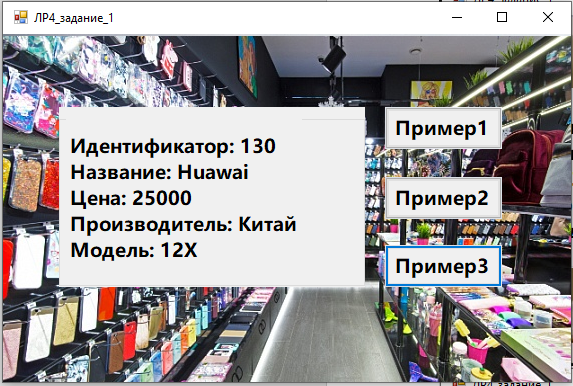 ЛР4_задание_1
Идентификатор: 130
Название: Huawai
Цена: 25000
Производитель: Китай
Модель: 12X
Пример1
Пример2
Пример3